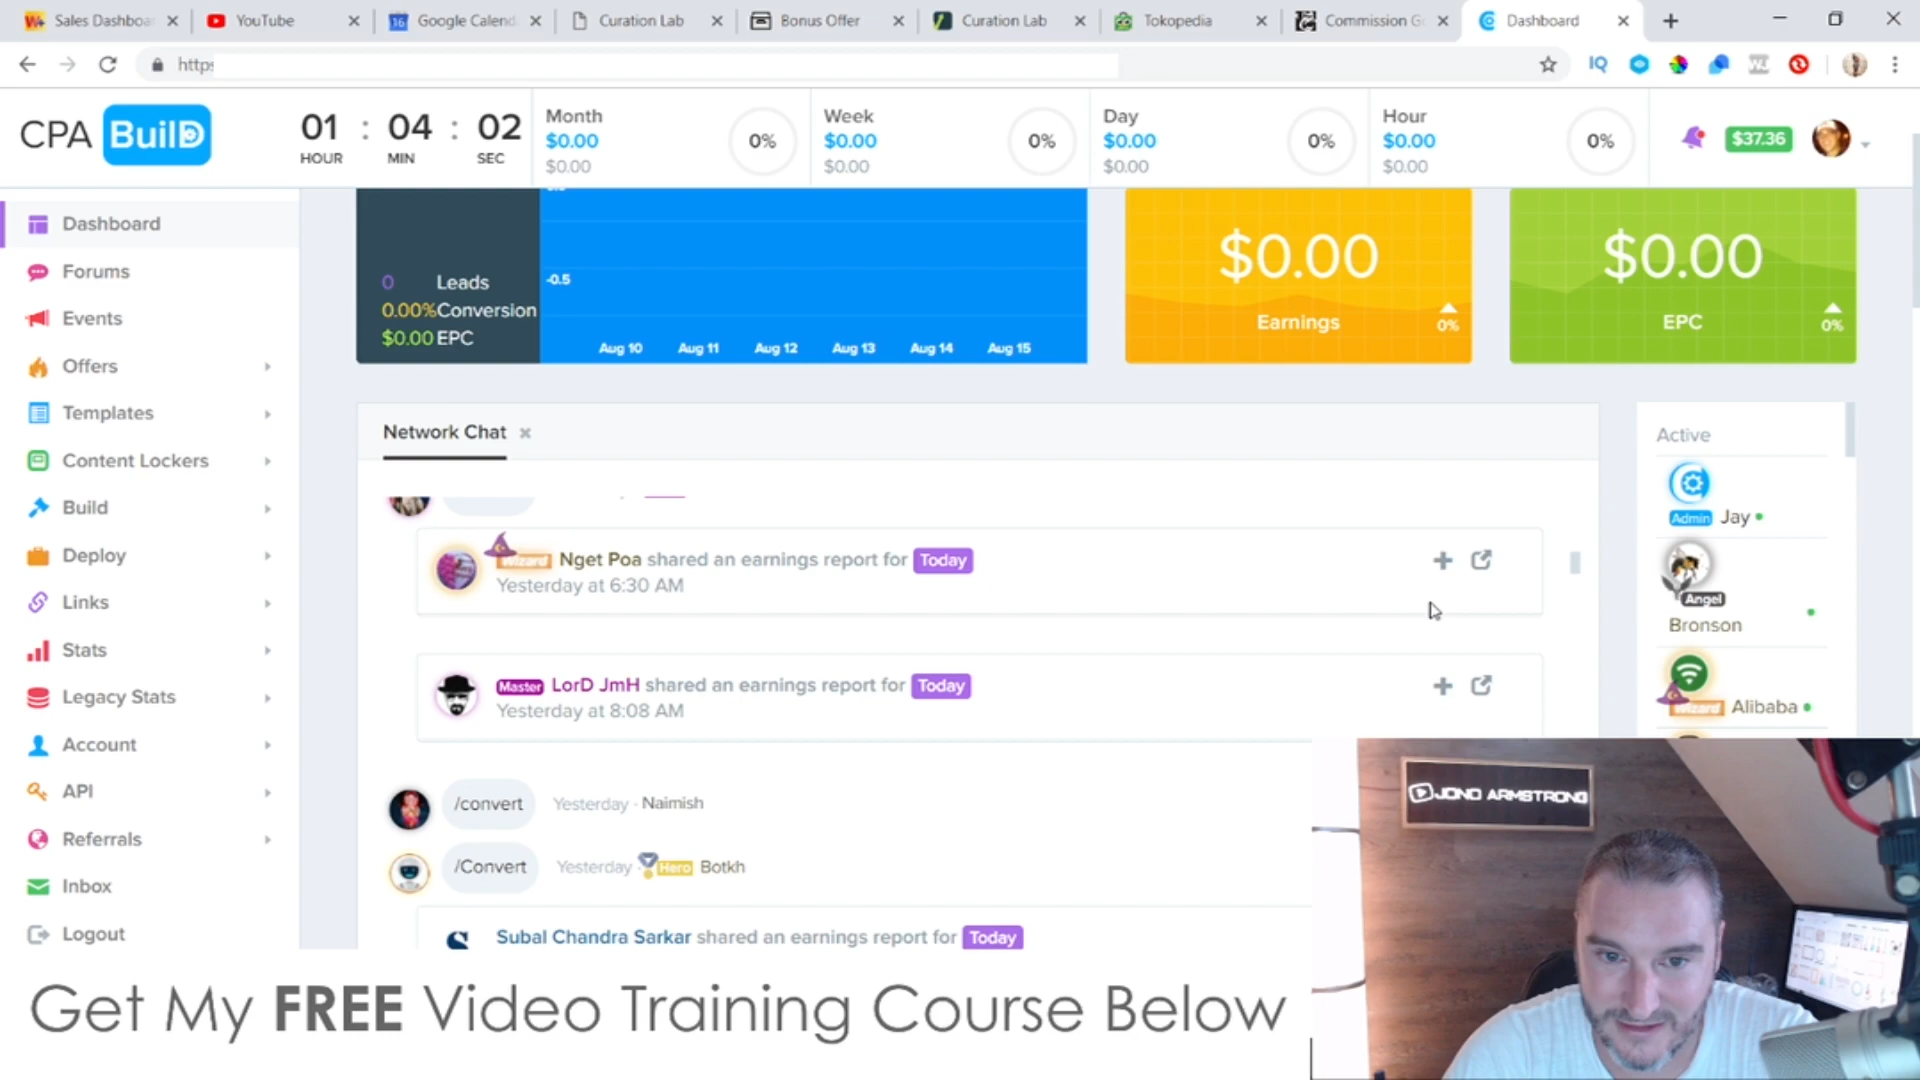 Sales Dashboa
YouTube
Google Calend
Curation Lab
Bonus Offer
Curation Lab
Tokopedia
Commission G
Dashboard
https
IQ
CPA BuilD
01 : 04 : 02
HOUR MIN SEC
Month
$0.00
$0.00
0%
Week
$0.00
$0.00
0%
Day
$0.00
$0.00
0%
Hour
$0.00
$0.00
0%
$37.36
Dashboard
Forums
Events
Offers
Templates
Content Lockers
Build
Deploy
Links
Stats
Legacy Stats
Account
API
Referrals
Inbox
Logout
0 Leads
0.00% Conversion
$0.00 EPC
-0.5
Aug 10 Aug 11 Aug 12 Aug 13 Aug 14 Aug 15
$0.00
Earnings
0%
$0.00
EPC
0%
Network Chat
Wizard Nget Poa shared an earnings report for Today
Yesterday at 6:30 AM
Master LorD JmH shared an earnings report for Today
Yesterday at 8:08 AM
/convert Yesterday - Naimish
/Convert Yesterday - Hero Botkh
Subal Chandra Sarkar shared an earnings report for Today
Active
Admin Jay
Angel
Bronson
Wizard Alibaba
JONO ARMSTRONG
Get My FREE Video Training Course Below